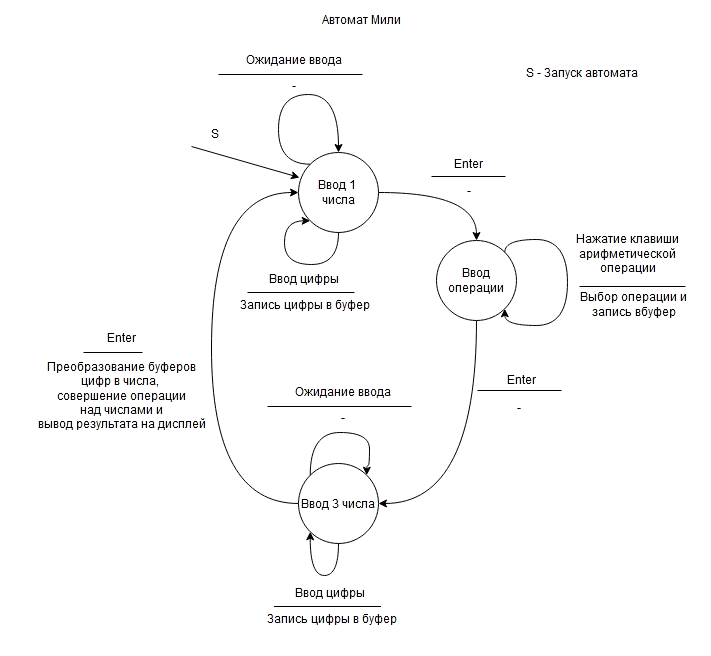 Автомат Мили
Ожидание ввода
-
S - Запуск автомата
S
Ввод 1
числа
Enter
-
Ввод цифры
Запись цифры в буфер
Ввод
операции
Нажатие клавиши
арифметической
операции
Выбор операции и
запись вбуфер
Enter
Преобразование буферов
цифр в числа,
совершение операции
над числами и
вывод результата на дисплей
Enter
-
Ожидание ввода
-
Ввод 3 числа
Ввод цифры
Запись цифры в буфер